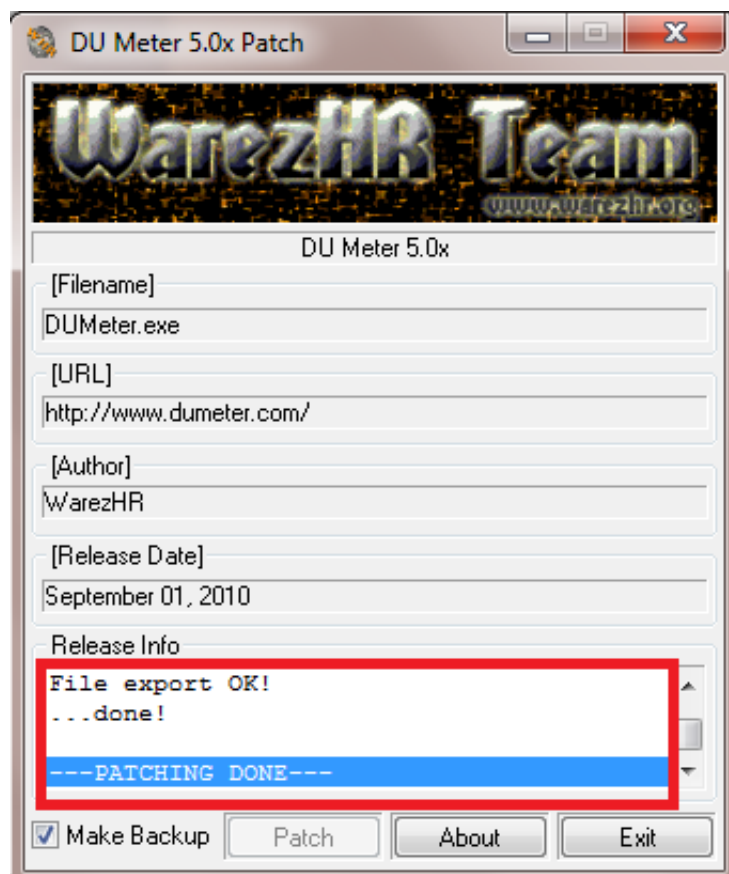 DU Meter 5.0x Patch
WarezHR Team
www.warezhr.org
DU Meter 5.0x
[Filename]
DUMeter.exe
[URL]
http://www.dumeter.com/
[Author]
WarezHR
[Release Date]
September 01, 2010
Release Info
File export OK!
...done!
---PATCHING DONE---
Make Backup Patch About Exit